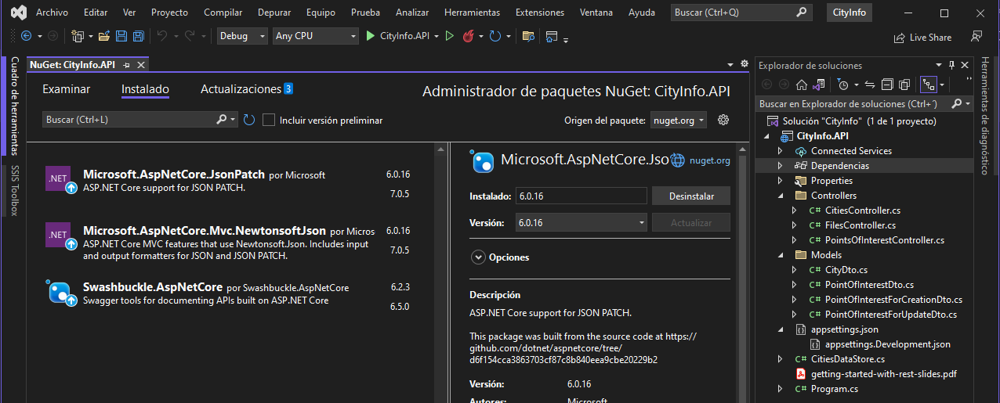 Archivo Editar Ver Proyecto Compilar Depurar Equipo Prueba Analizar Herramientas Extensiones Ventana Ayuda Buscar (Ctrl+Q) CityInfo
Debug Any CPU CityInfo.API Live Share
Cuadro de herramientas
SSIS Toolbox
NuGet: CityInfo.API
Examinar Instalado Actualizaciones 3
Administrador de paquetes NuGet: CityInfo.API
Buscar (Ctrl+L) Incluir versión preliminar Origen del paquete: nuget.org
.NET Microsoft.AspNetCore.JsonPatch por Microsoft 6.0.16
ASP.NET Core support for JSON PATCH.
7.0.5
.NET Microsoft.AspNetCore.Mvc.NewtonsoftJson por Micros 6.0.16
ASP.NET Core MVC features that use Newtonsoft.Json. Includes input
and output formatters for JSON and JSON PATCH. 7.0.5
Swashbuckle.AspNetCore por Swashbuckle.AspNetCore 6.2.3
Swagger tools for documenting APIs built on ASP.NET Core
6.5.0
Microsoft.AspNetCore.Jso nuget.org
Instalado: 6.0.16 Desinstalar
Versión: 6.0.16 Actualizar
Opciones
Descripción
ASP.NET Core support for JSON PATCH.
This package was built from the source code at https://
github.com/dotnet/aspnetcore/tree/
d6f154cca3863703cf87c8b840eea9cbe20229b2
Versión: 6.0.16
Autores: Microsoft
Explorador de soluciones
Buscar en Explorador de soluciones (Ctrl+´)
Solución "CityInfo" (1 de 1 proyecto)
CityInfo.API
Connected Services
Dependencias
Properties
Controllers
C# CitiesController.cs
C# FilesController.cs
C# PointsOfInterestController.cs
Models
C# CityDto.cs
C# PointOfInterestDto.cs
C# PointOfInterestForCreationDto.cs
C# PointOfInterestForUpdateDto.cs
appsettings.json
appsettings.Development.json
C# CitiesDataStore.cs
getting-started-with-rest-slides.pdf
C# Program.cs
Herramientas de diagnóstico